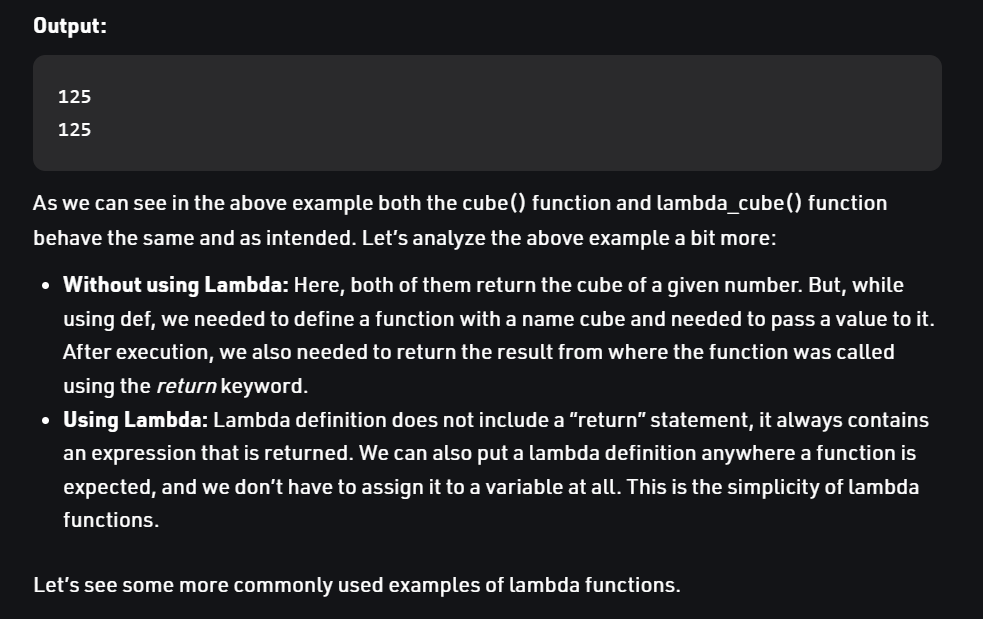 Output:
125
125
As we can see in the above example both the cube() function and lambda_cube() function
behave the same and as intended. Let’s analyze the above example a bit more:
• Without using Lambda: Here, both of them return the cube of a given number. But, while
using def, we needed to define a function with a name cube and needed to pass a value to it.
After execution, we also needed to return the result from where the function was called
using the return keyword.
• Using Lambda: Lambda definition does not include a “return” statement, it always contains
an expression that is returned. We can also put a lambda definition anywhere a function is
expected, and we don’t have to assign it to a variable at all. This is the simplicity of lambda
functions.
Let’s see some more commonly used examples of lambda functions.